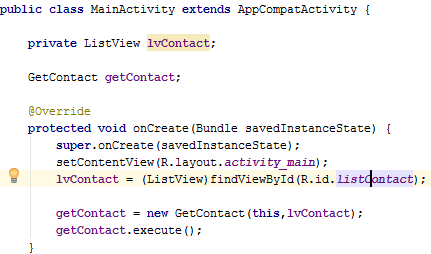 public class MainActivity extends AppCompatActivity {
private ListView lvContact;
GetContact getContact;
@Override
protected void onCreate(Bundle savedInstanceState) {
super.onCreate(savedInstanceState);
setContentView(R.layout.activity_main);
lvContact = (ListView)findViewById(R.id.listContact);
getContact = new GetContact(this,lvContact);
getContact.execute();
}